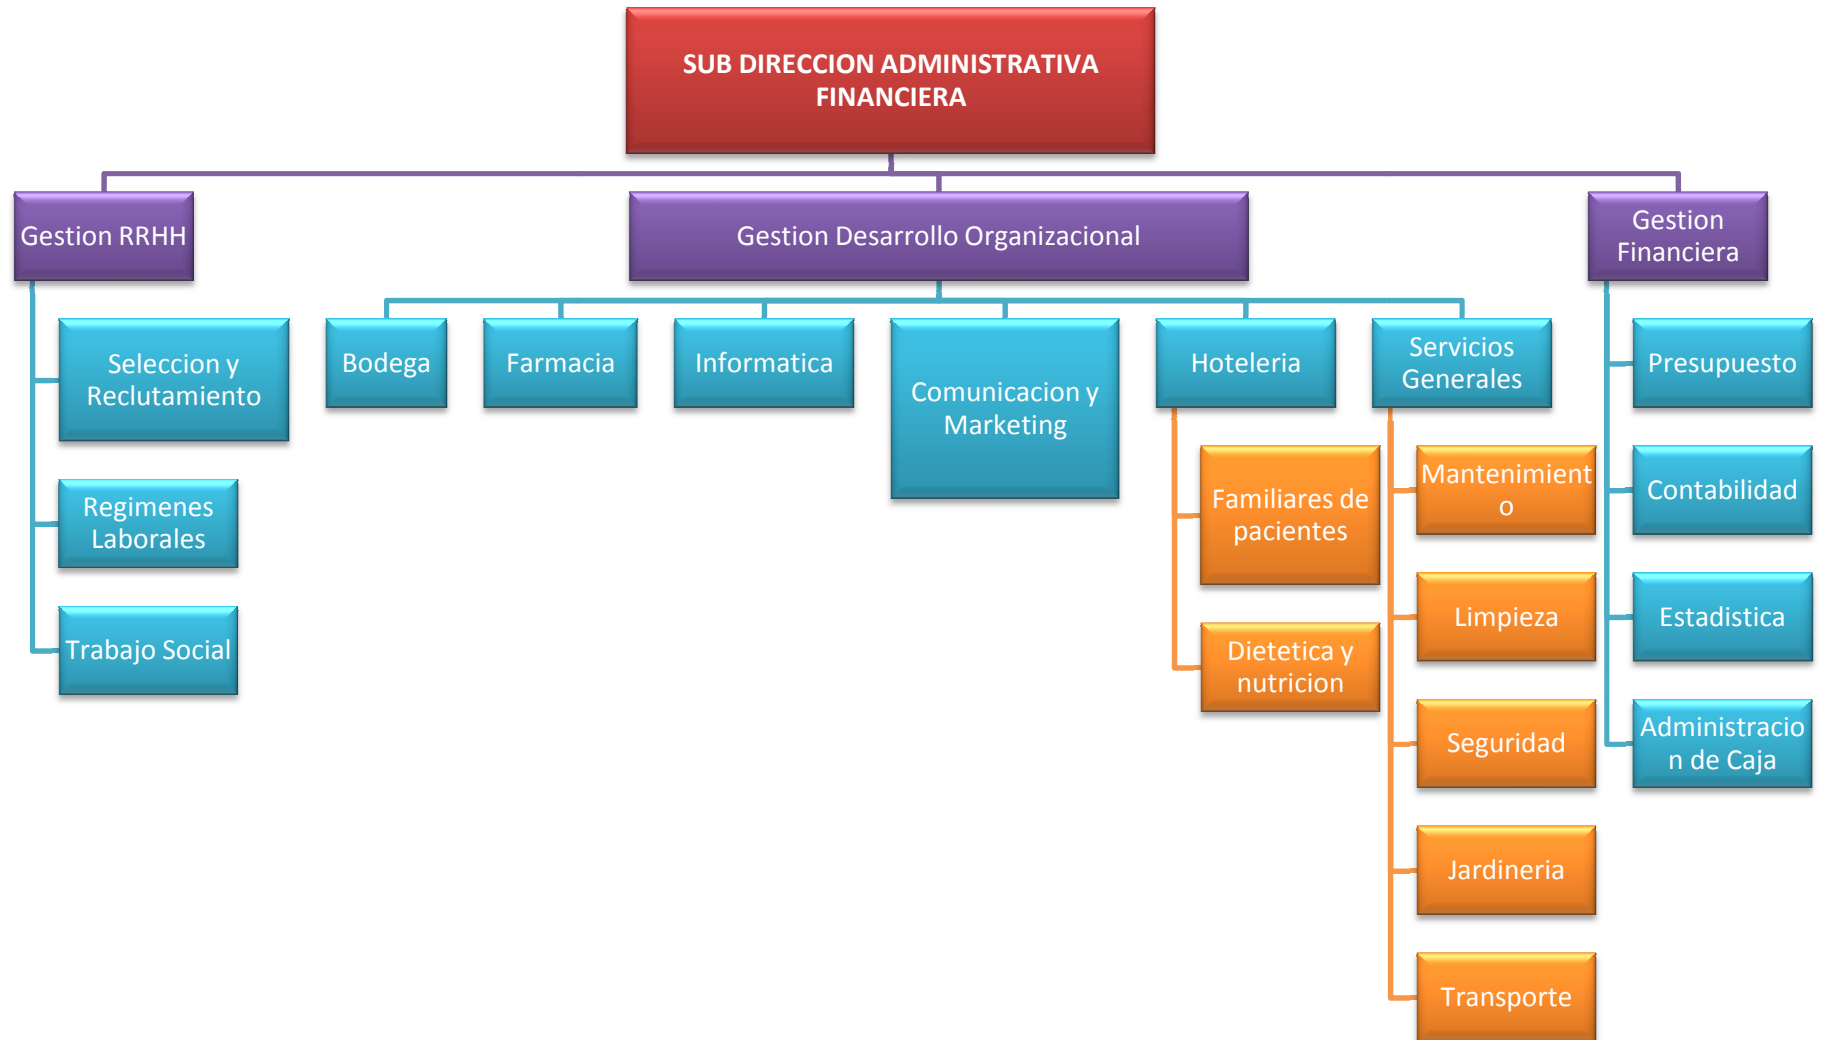 SUB DIRECCION ADMINISTRATIVA
FINANCIERA
Gestion RRHH
Gestion Desarrollo Organizacional
Gestion
Financiera
Seleccion y
Reclutamiento
Regimenes
Laborales
Trabajo Social
Bodega
Farmacia
Informatica
Comunicacion y
Marketing
Hoteleria
Familiares de
pacientes
Dietetica y
nutricion
Servicios
Generales
Mantenimient
o
Limpieza
Seguridad
Jardineria
Transporte
Presupuesto
Contabilidad
Estadistica
Administracio
n de Caja